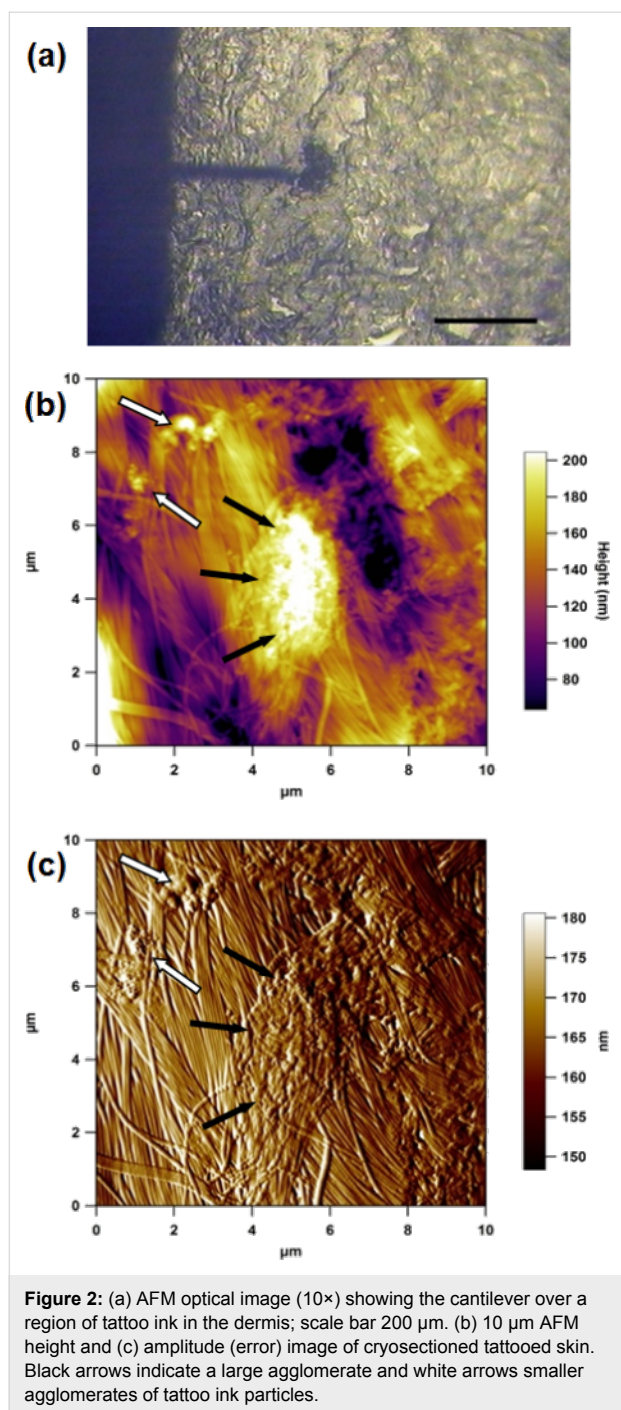 (a)
(b)
10
8
6
4
2
0
µm
0 2 4 6 8 10
µm
200
180
160
140
120
100
80
Height (nm)
(c)
10
8
6
4
2
0
µm
0 2 4 6 8 10
µm
180
175
170
165
160
155
150
nm
Figure 2: (a) AFM optical image (10×) showing the cantilever over a
region of tattoo ink in the dermis; scale bar 200 µm. (b) 10 µm AFM
height and (c) amplitude (error) image of cryosectioned tattooed skin.
Black arrows indicate a large agglomerate and white arrows smaller
agglomerates of tattoo ink particles.